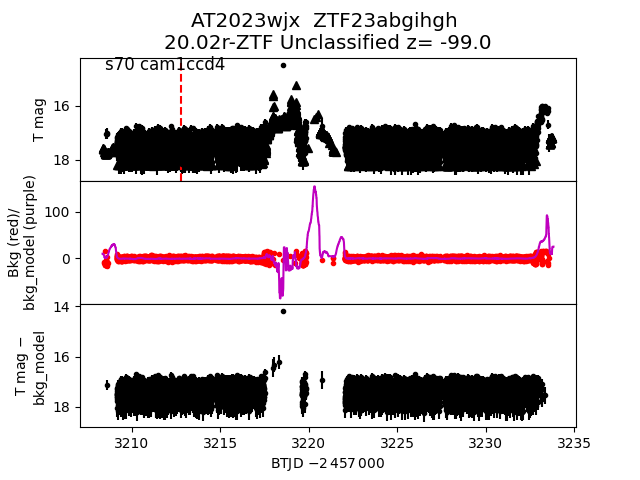 AT2023wjx  ZTF23abgihgh
20.02r-ZTF Unclassified z= -99.0
s70 cam1ccd4
T mag
16
18
Bkg (red)/
bkg_model (purple)
100
0
T mag −
bkg_model
14
16
18
3210 3215 3220 3225 3230 3235
BTJD −2 457 000